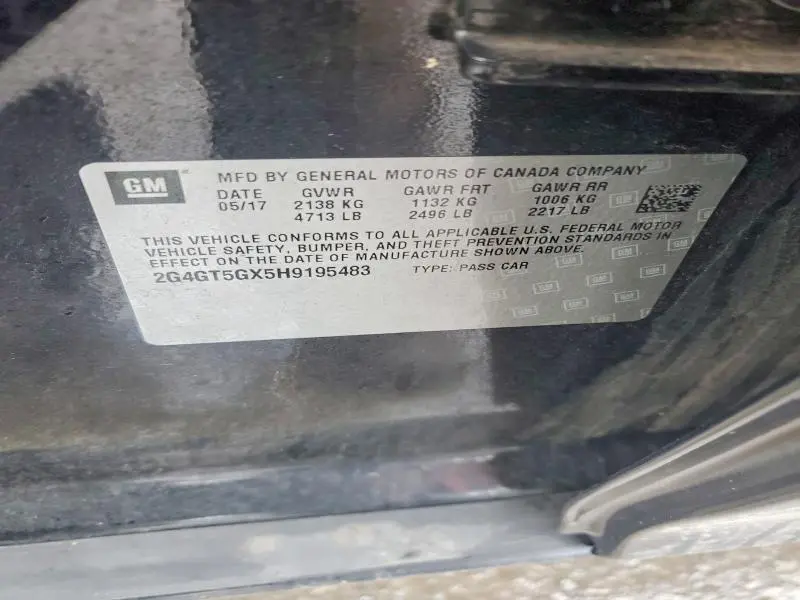 GM
MFD BY GENERAL MOTORS OF CANADA COMPANY
DATE GVWR GAWR FRT GAWR RR
05/17 2138 KG 1132 KG 1006 KG
4713 LB 2496 LB 2217 LB
THIS VEHICLE CONFORMS TO ALL APPLICABLE U.S. FEDERAL MOTOR
VEHICLE SAFETY, BUMPER, AND THEFT PREVENTION STANDARDS IN
EFFECT ON THE DATE OF MANUFACTURE SHOWN ABOVE.
2G4GT5GX5H9195483 TYPE: PASS CAR